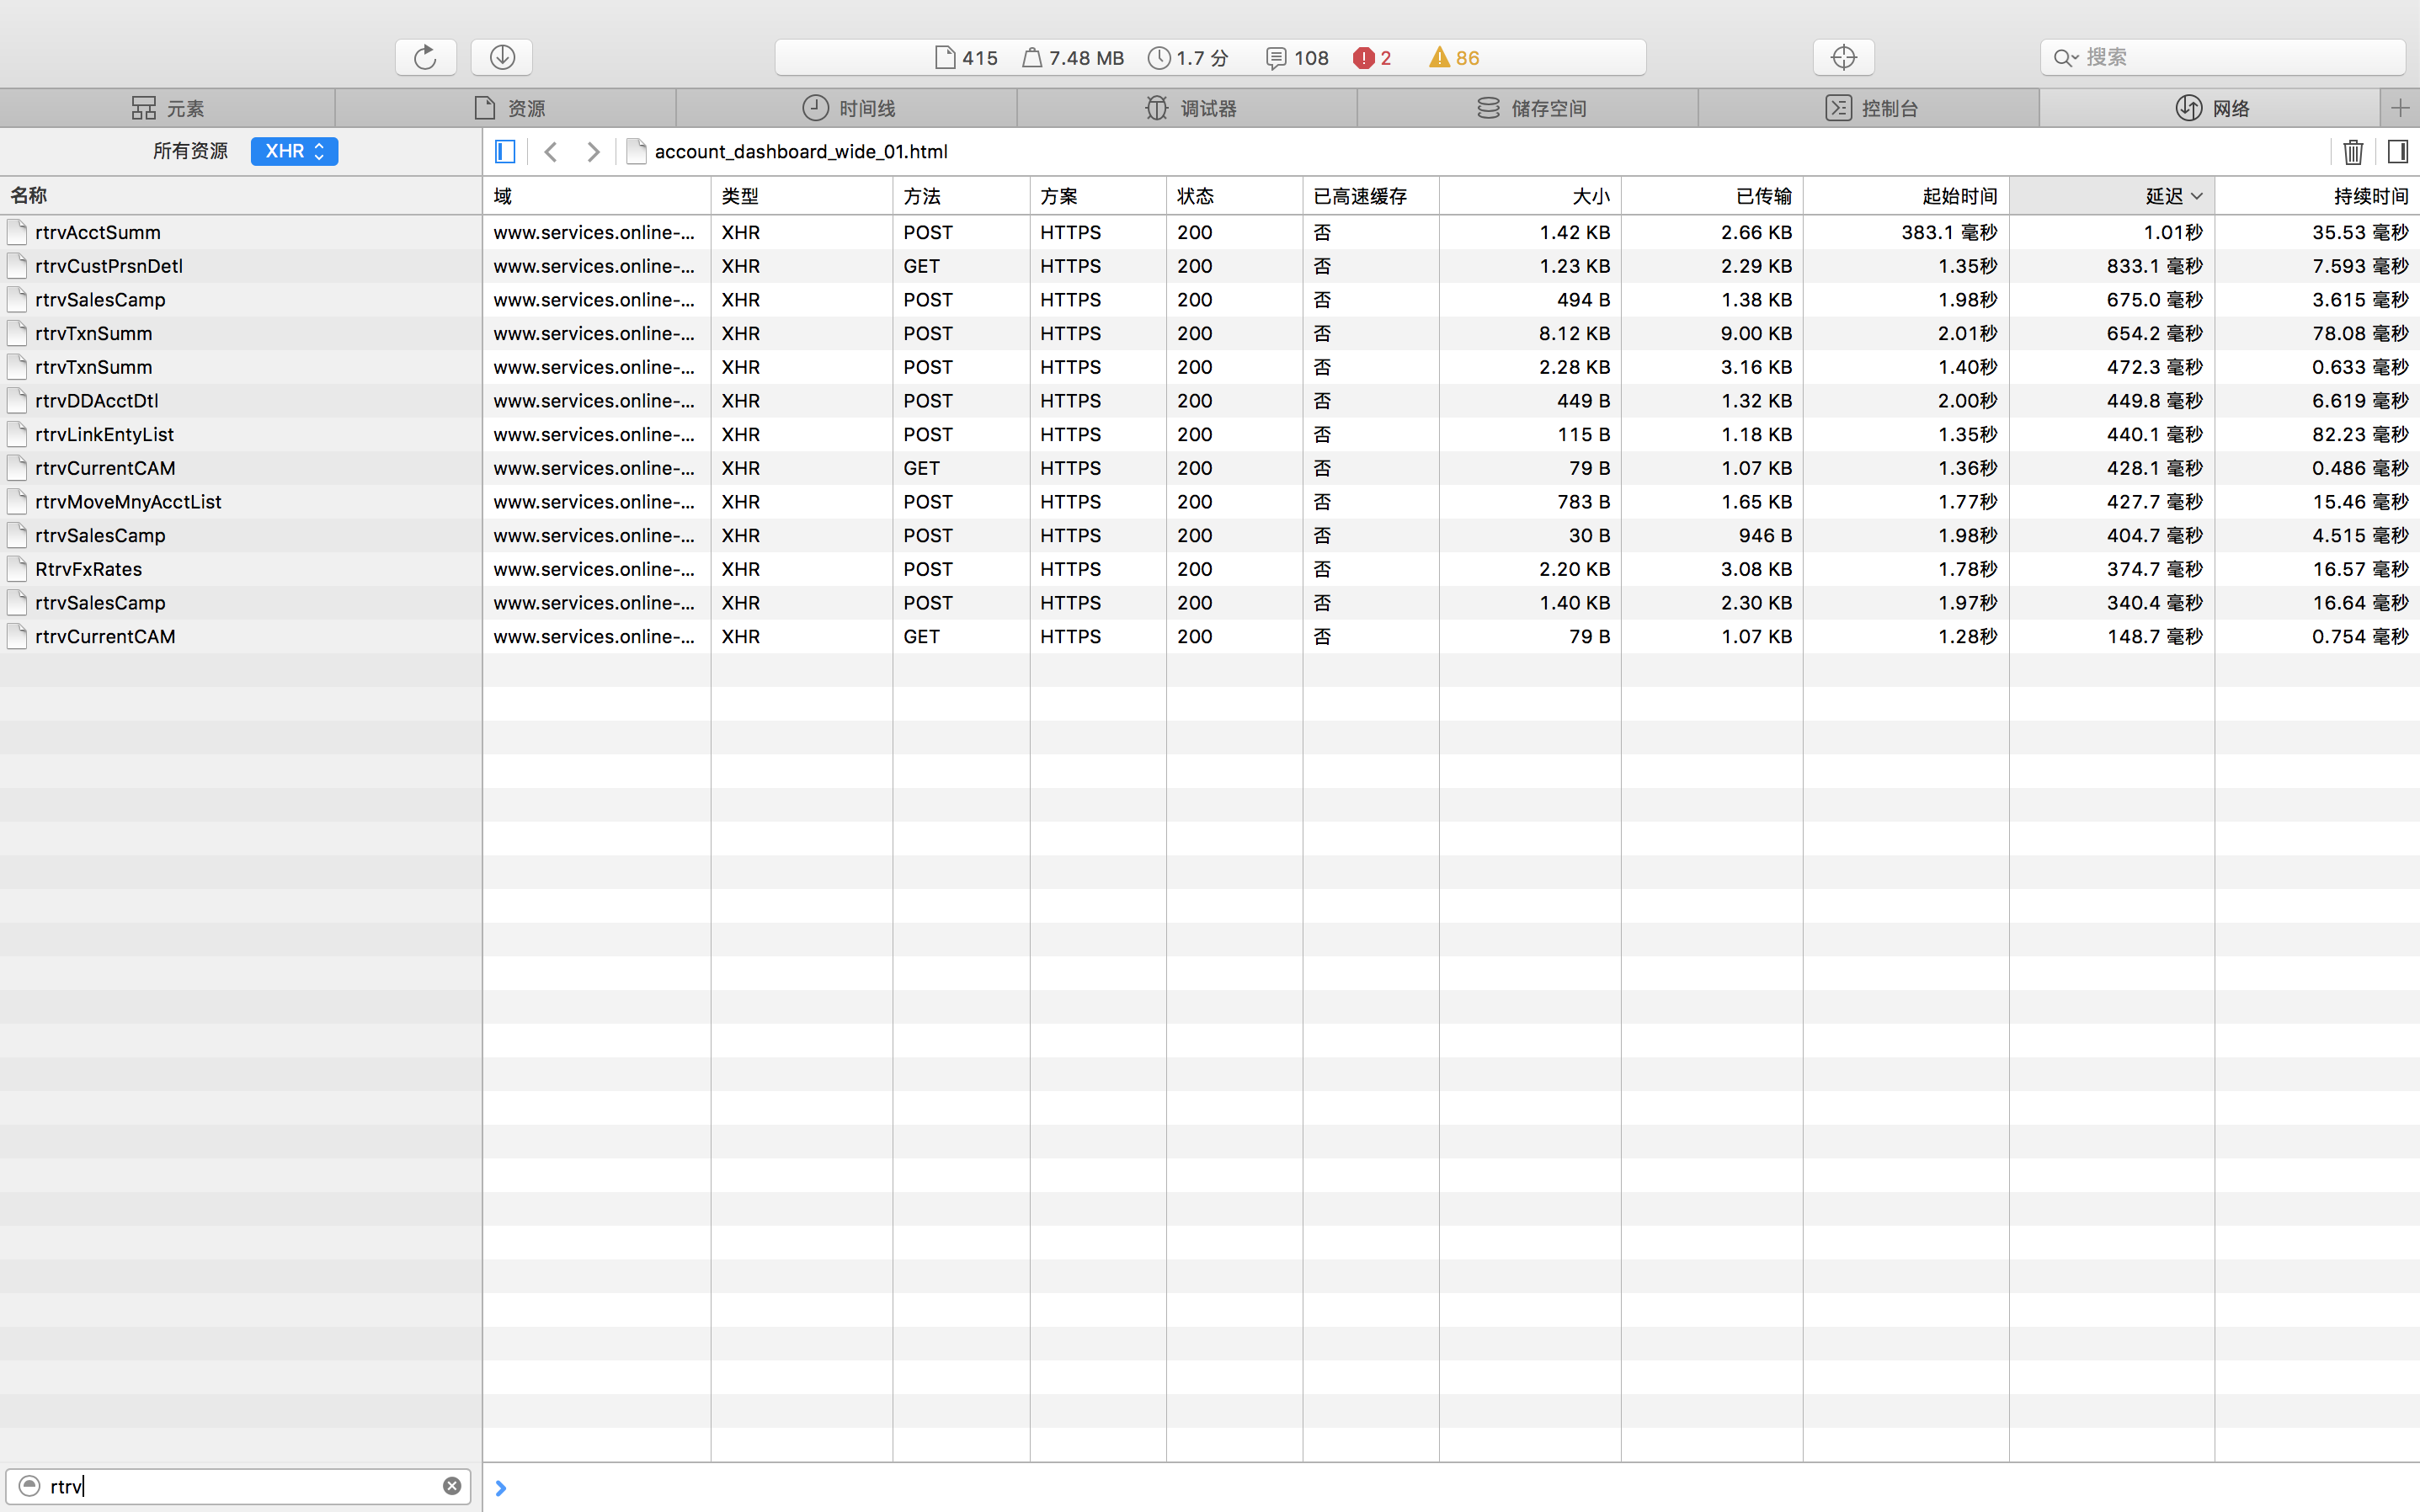 415 7.48 MB 1.7 分 108 2 86 搜索
元素 资源 时间线 调试器 储存空间 控制台 网络
所有资源 XHR account_dashboard_wide_01.html
名称 域 类型 方法 方案 状态 已高速缓存 大小 已传输 起始时间 延迟 持续时间
rtrvAcctSumm www.services.online-... XHR POST HTTPS 200 否 1.42 KB 2.66 KB 383.1 毫秒 1.01秒 35.53 毫秒
rtrvCustPrsnDetl www.services.online-... XHR GET HTTPS 200 否 1.23 KB 2.29 KB 1.35秒 833.1 毫秒 7.593 毫秒
rtrvSalesCamp www.services.online-... XHR POST HTTPS 200 否 494 B 1.38 KB 1.98秒 675.0 毫秒 3.615 毫秒
rtrvTxnSumm www.services.online-... XHR POST HTTPS 200 否 8.12 KB 9.00 KB 2.01秒 654.2 毫秒 78.08 毫秒
rtrvTxnSumm www.services.online-... XHR POST HTTPS 200 否 2.28 KB 3.16 KB 1.40秒 472.3 毫秒 0.633 毫秒
rtrvDDAcctDtl www.services.online-... XHR POST HTTPS 200 否 449 B 1.32 KB 2.00秒 449.8 毫秒 6.619 毫秒
rtrvLinkEntyList www.services.online-... XHR POST HTTPS 200 否 115 B 1.18 KB 1.35秒 440.1 毫秒 82.23 毫秒
rtrvCurrentCAM www.services.online-... XHR GET HTTPS 200 否 79 B 1.07 KB 1.36秒 428.1 毫秒 0.486 毫秒
rtrvMoveMnyAcctList www.services.online-... XHR POST HTTPS 200 否 783 B 1.65 KB 1.77秒 427.7 毫秒 15.46 毫秒
rtrvSalesCamp www.services.online-... XHR POST HTTPS 200 否 30 B 946 B 1.98秒 404.7 毫秒 4.515 毫秒
RtrvFxRates www.services.online-... XHR POST HTTPS 200 否 2.20 KB 3.08 KB 1.78秒 374.7 毫秒 16.57 毫秒
rtrvSalesCamp www.services.online-... XHR POST HTTPS 200 否 1.40 KB 2.30 KB 1.97秒 340.4 毫秒 16.64 毫秒
rtrvCurrentCAM www.services.online-... XHR GET HTTPS 200 否 79 B 1.07 KB 1.28秒 148.7 毫秒 0.754 毫秒
rtrv